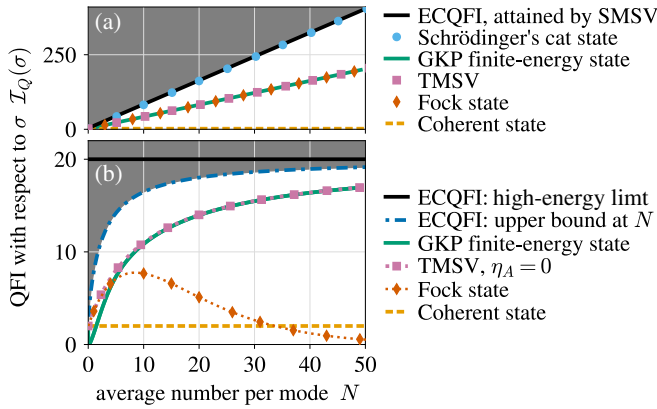 (a)
250
0
ECQFI, attained by SMSV
Schrödinger's cat state
GKP finite-energy state
TMSV
Fock state
Coherent state
QFI with respect to σ 𝓘_Q(σ)
(b)
20
10
0
0 10 20 30 40 50
average number per mode N
ECQFI: high-energy limt
ECQFI: upper bound at N
GKP finite-energy state
TMSV, η_A = 0
Fock state
Coherent state